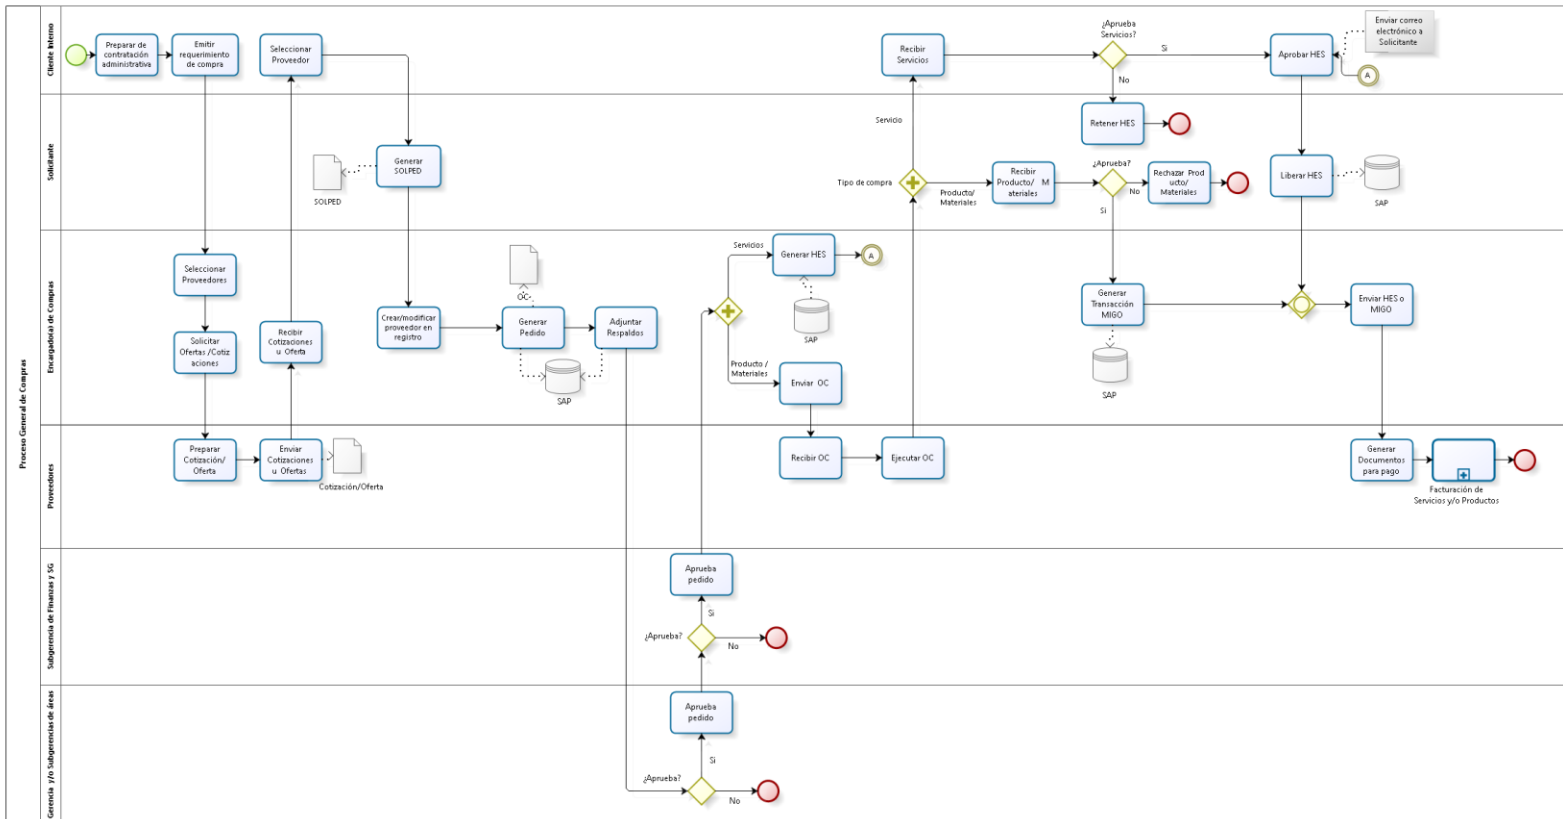 Proceso General de Compras
Cliente Interno
Preparar de
contratación
administrativa
Emitir
requerimiento
de compra
Seleccionar
Proveedor
Recibir
Servicios
¿Aprueba
Servicios?
Si
No
Aprobar HES
Enviar correo
electrónico a
Solicitante
A
Solicitante
SOLPED
Generar
SOLPED
Servicio
Tipo de compra
Producto/
Materiales
Recibir
Producto/ M
ateriales
Retener HES
¿Aprueba?
No
Si
Rechazar Prod
ucto/
Materiales
Liberar HES
SAP
Encargado(a) de Compras
Seleccionar
Proveedores
Solicitar
Ofertas /Cotiz
aciones
Recibir
Cotizaciones
u Oferta
Crear/modificar
proveedor en
registro
OC
Generar
Pedido
Adjuntar
Respaldos
SAP
Servicios
Generar HES
A
SAP
Producto /
Materiales
Enviar OC
Generar
Transacción
MIGO
SAP
Enviar HES o
MIGO
Proveedores
Preparar
Cotización/
Oferta
Enviar
Cotizaciones
u Ofertas
Cotización/Oferta
Recibir OC
Ejecutar OC
Generar
Documentos
para pago
Facturación de
Servicios y/o Productos
Subgerencia de Finanzas y SG
Aprueba
pedido
Si
¿Aprueba?
No
Gerencia y/o Subgerencias de áreas
Aprueba
pedido
Si
¿Aprueba?
No